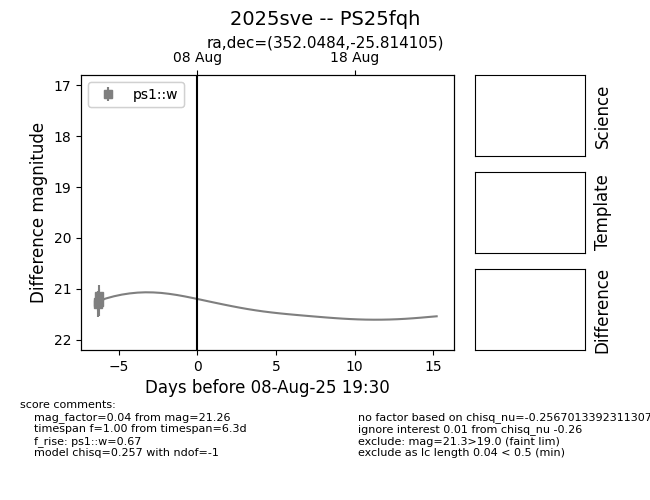 2025sve -- PS25fqh
ra,dec=(352.0484,-25.814105)
08 Aug
18 Aug
ps1::w
17
18
19
20
21
22
Difference magnitude
−5
0
5
10
15
Days before 08-Aug-25 19:30
Science
Template
Difference
score comments:
mag_factor=0.04 from mag=21.26
timespan f=1.00 from timespan=6.3d
f_rise: ps1::w=0.67
model chisq=0.257 with ndof=-1
no factor based on chisq_nu=-0.2567013392311307
ignore interest 0.01 from chisq_nu -0.26
exclude: mag=21.3>19.0 (faint lim)
exclude as lc length 0.04 < 0.5 (min)